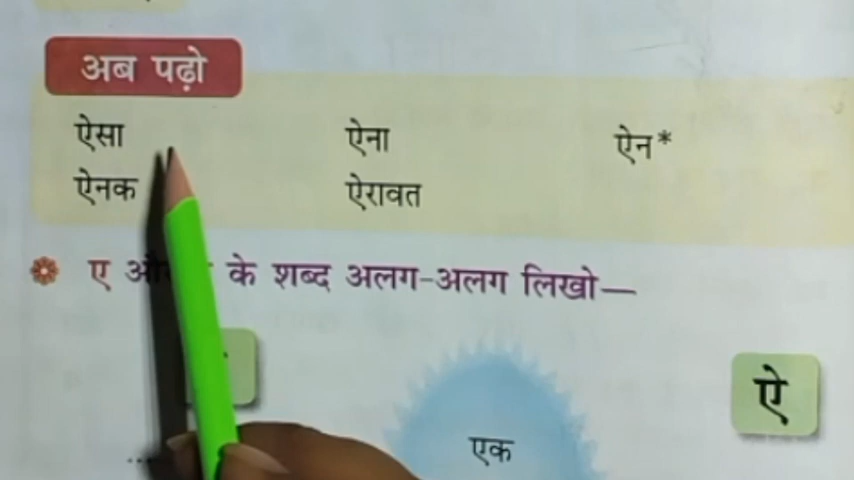 अब पढ़ो
ऐसा ऐना ऐन*
ऐनक ऐरावत
ए के शब्द अलग-अलग लिखो—
ऐ
एक